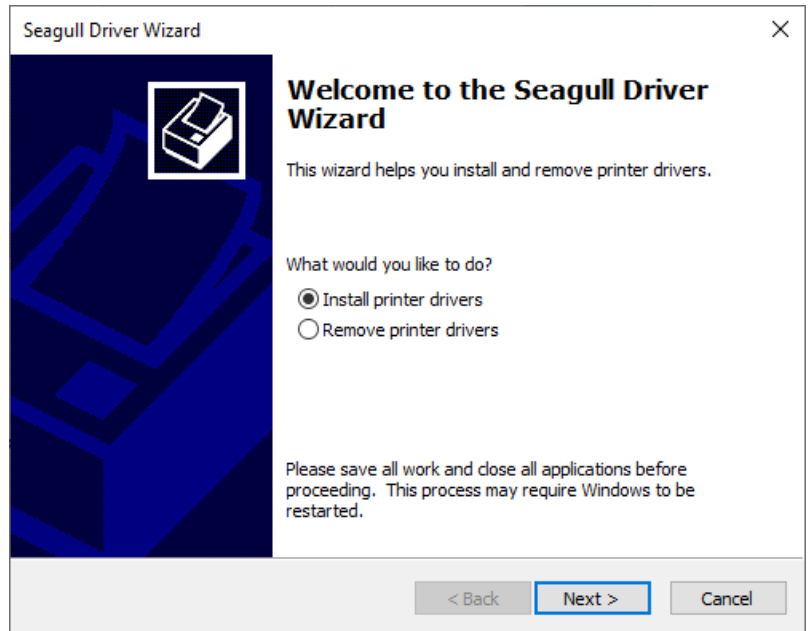 Seagull Driver Wizard
Welcome to the Seagull Driver
Wizard
This wizard helps you install and remove printer drivers.
What would you like to do?
Install printer drivers
Remove printer drivers
Please save all work and close all applications before
proceeding.  This process may require Windows to be
restarted.
< Back
Next >
Cancel